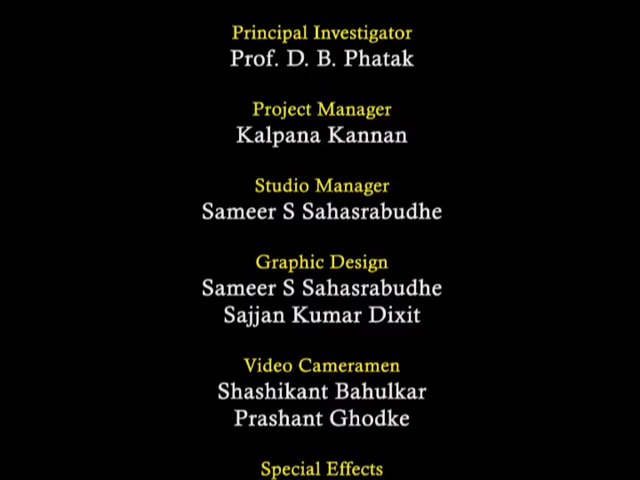 Principal Investigator
Prof. D. B. Phatak
Project Manager
Kalpana Kannan
Studio Manager
Sameer S Sahasrabudhe
Graphic Design
Sameer S Sahasrabudhe
Sajjan Kumar Dixit
Video Cameramen
Shashikant Bahulkar
Prashant Ghodke
Special Effects